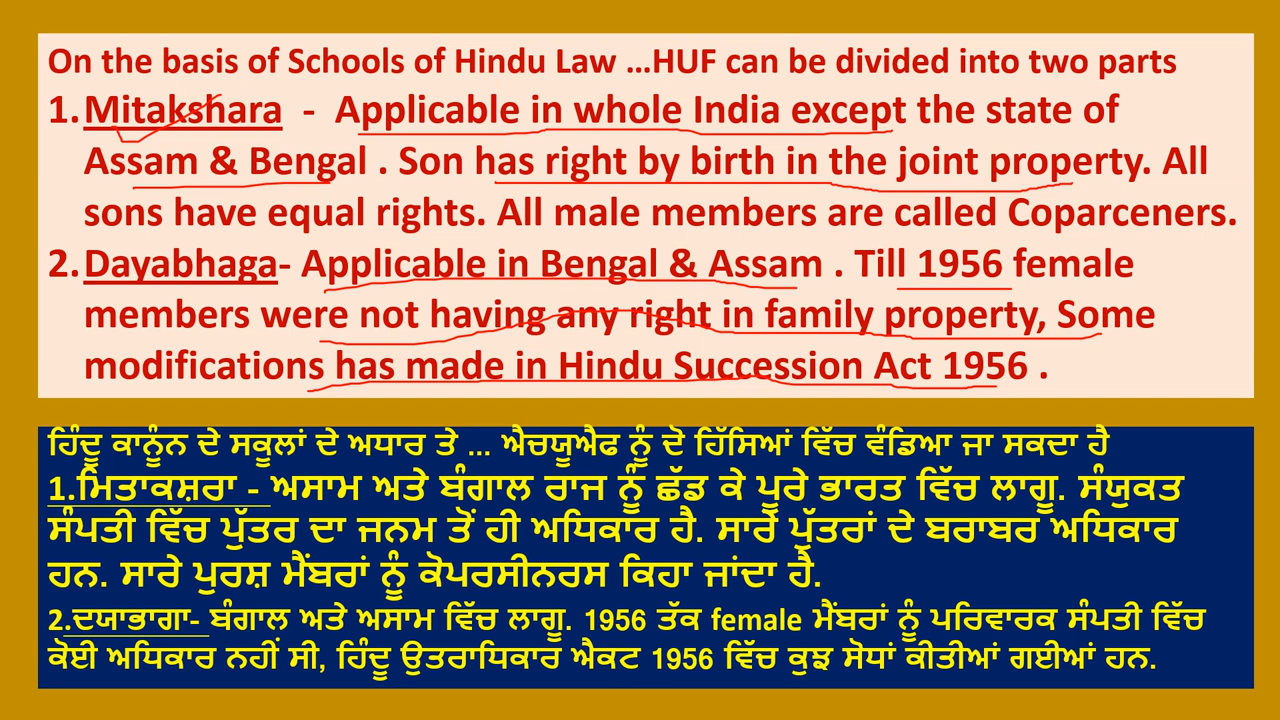 On the basis of Schools of Hindu Law ...HUF can be divided into two parts
1. Mitakshara - Applicable in whole India except the state of
Assam & Bengal . Son has right by birth in the joint property. All
sons have equal rights. All male members are called Coparceners.
2. Dayabhaga- Applicable in Bengal & Assam . Till 1956 female
members were not having any right in family property, Some
modifications has made in Hindu Succession Act 1956 .
ਹਿੰਦੂ ਕਾਨੂੰਨ ਦੇ ਸਕੂਲਾਂ ਦੇ ਅਧਾਰ ਤੇ ... ਐਚਯੂਐਫ ਨੂੰ ਦੋ ਹਿੱਸਿਆਂ ਵਿੱਚ ਵੰਡਿਆ ਜਾ ਸਕਦਾ ਹੈ
1.ਮਿਤਾਕਸ਼ਰਾ - ਅਸਾਮ ਅਤੇ ਬੰਗਾਲ ਰਾਜ ਨੂੰ ਛੱਡ ਕੇ ਪੂਰੇ ਭਾਰਤ ਵਿੱਚ ਲਾਗੂ. ਸੰਯੁਕਤ
ਸੰਪਤੀ ਵਿੱਚ ਪੁੱਤਰ ਦਾ ਜਨਮ ਤੋਂ ਹੀ ਅਧਿਕਾਰ ਹੈ. ਸਾਰੇ ਪੁੱਤਰਾਂ ਦੇ ਬਰਾਬਰ ਅਧਿਕਾਰ
ਹਨ. ਸਾਰੇ ਪੁਰਸ਼ ਮੈਂਬਰਾਂ ਨੂੰ ਕੋਪਰਸੀਨਰਸ ਕਿਹਾ ਜਾਂਦਾ ਹੈ.
2.ਦਯਾਭਾਗਾ- ਬੰਗਾਲ ਅਤੇ ਅਸਾਮ ਵਿੱਚ ਲਾਗੂ. 1956 ਤੱਕ female ਮੈਂਬਰਾਂ ਨੂੰ ਪਰਿਵਾਰਕ ਸੰਪਤੀ ਵਿੱਚ
ਕੋਈ ਅਧਿਕਾਰ ਨਹੀਂ ਸੀ, ਹਿੰਦੂ ਉਤਰਾਧਿਕਾਰ ਐਕਟ 1956 ਵਿੱਚ ਕੁਝ ਸੋਧਾਂ ਕੀਤੀਆਂ ਗਈਆਂ ਹਨ.